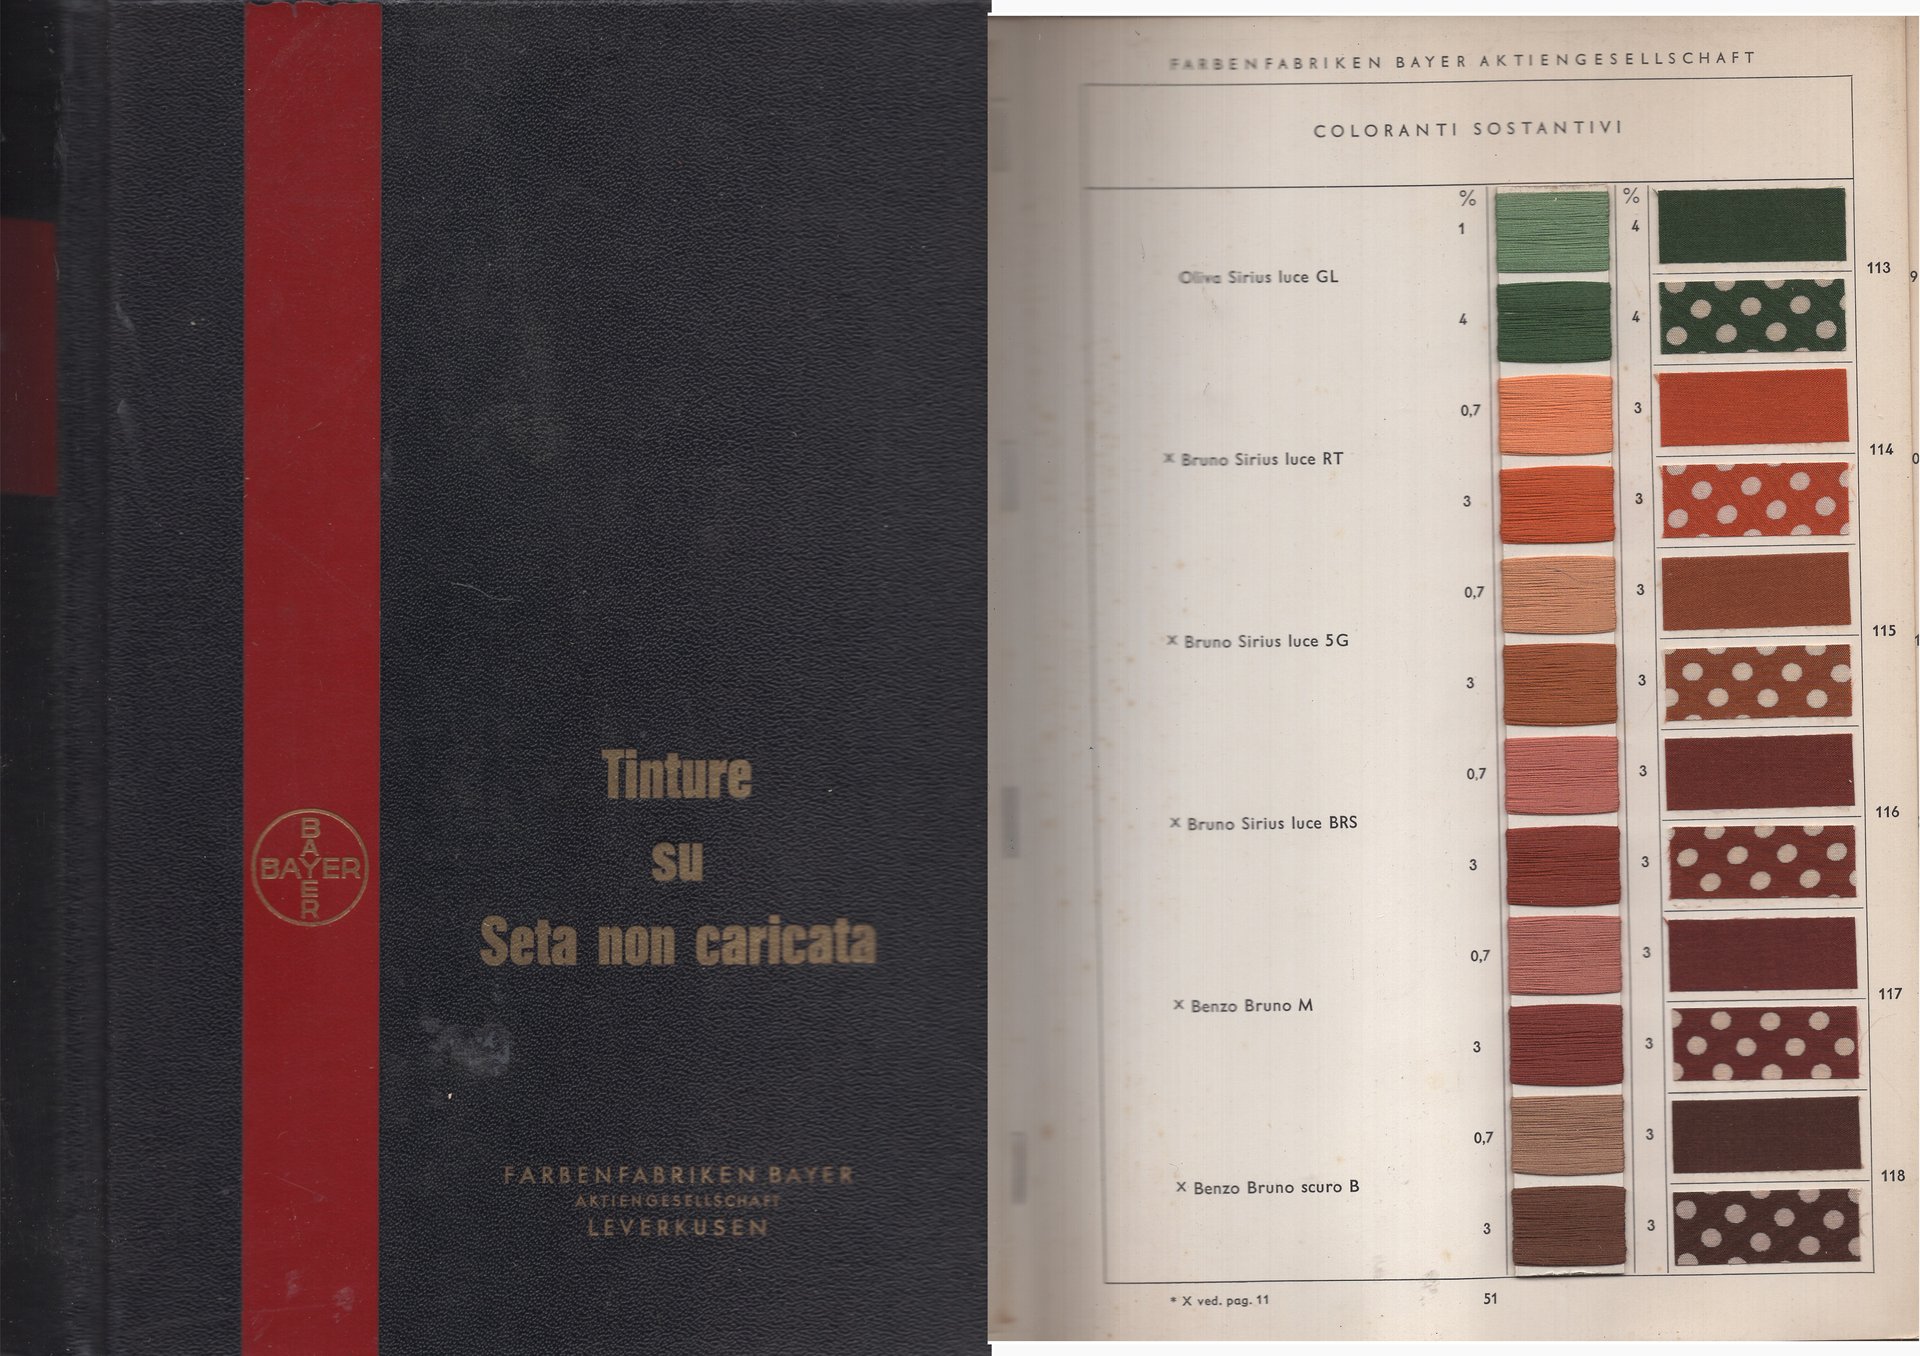 Tinture
su
Seta non caricata
BAYER
BAYER
FARBENFABRIKEN BAYER
AKTIENGESELLSCHAFT
LEVERKUSEN
FARBENFABRIKEN BAYER AKTIENGESELLSCHAFT
COLORANTI SOSTANTIVI
% %
1 4
Oliva Sirius luce GL 113
4 4
0,7 3
X Bruno Sirius luce RT 114
3 3
0,7 3
X Bruno Sirius luce 5G 115
3 3
0,7 3
X Bruno Sirius luce BRS 116
3 3
0,7 3
X Benzo Bruno M 117
3 3
0,7 3
X Benzo Bruno scuro B 118
3 3
* X ved. pag. 11 51